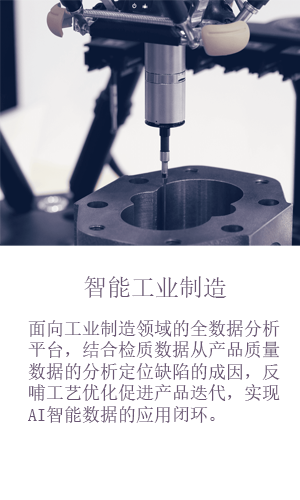 智能工业制造
面向工业制造领域的全数据分析
平台，结合检质数据从产品质量
数据的分析定位缺陷的成因，反
哺工艺优化促进产品迭代，实现
AI智能数据的应用闭环。